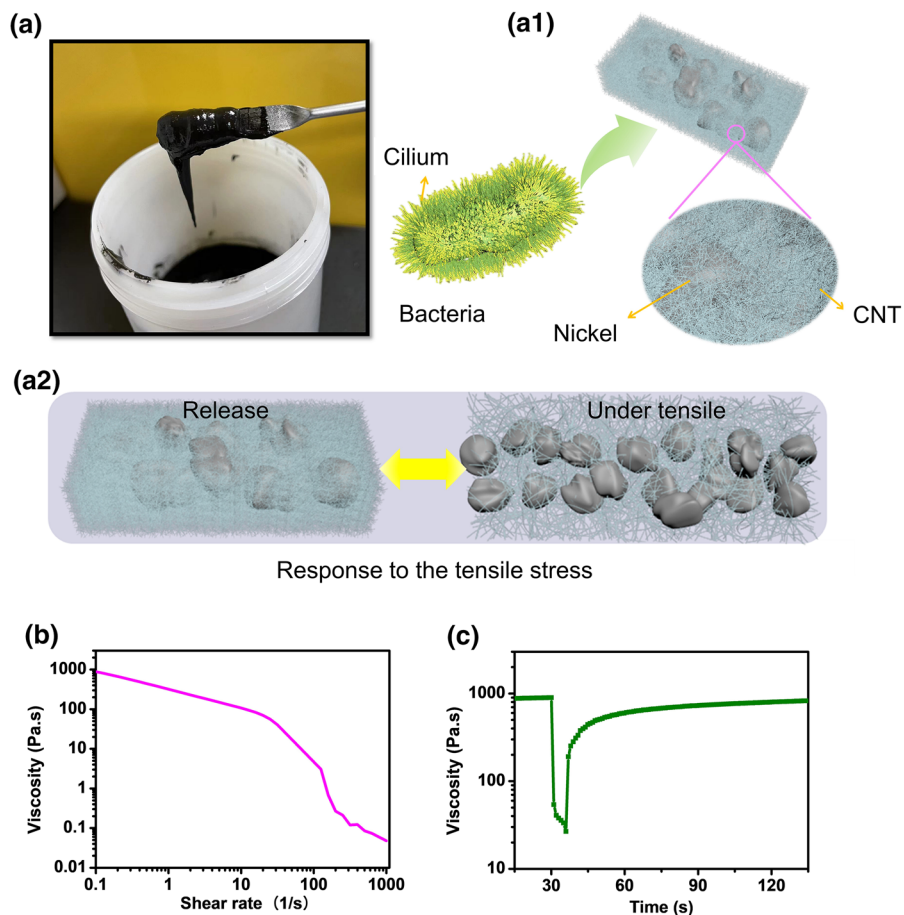 (a)
(a1)
Cilium
Bacteria
Nickel
CNT
(a2)
Release
Under tensile
Response to the tensile stress
(b)
1000
100
10
1
0.1
0.01
Viscosity (Pa.s)
0.1
1
10
100
1000
Shear rate (1/s)
(c)
1000
100
10
Viscosity (Pa.s)
30
60
90
120
Time (s)